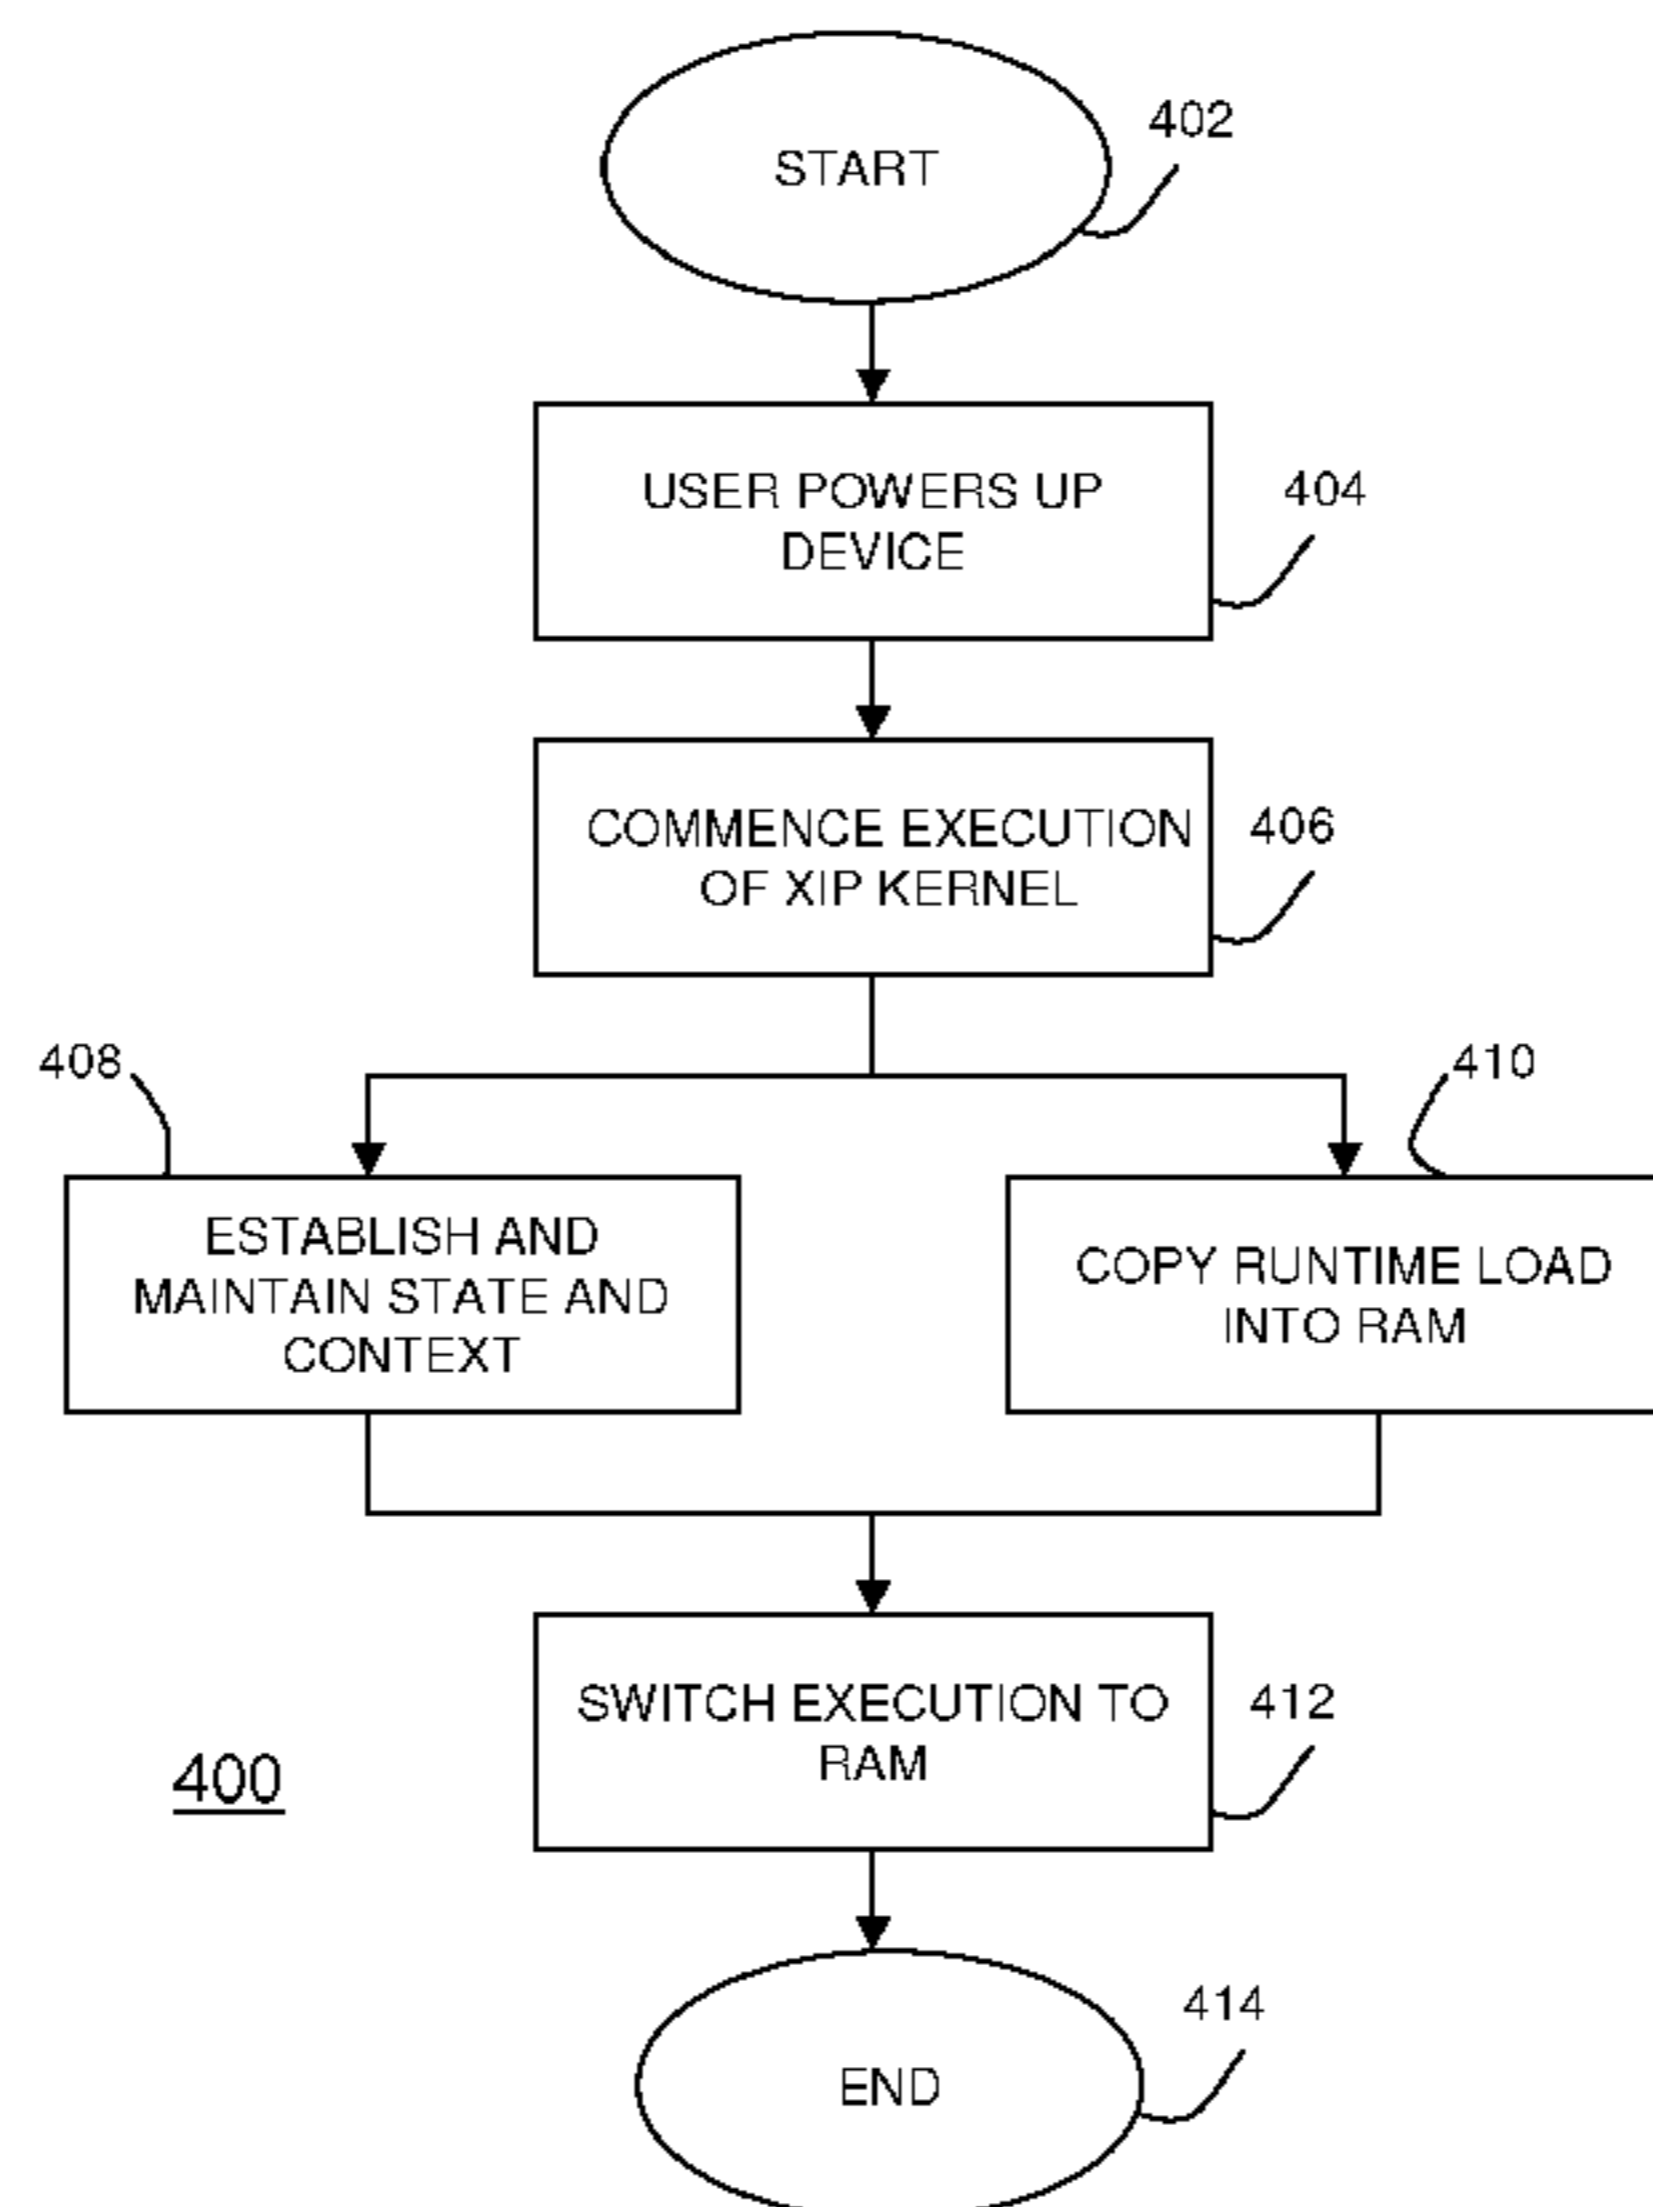 START
402
USER POWERS UP
DEVICE
404
COMMENCE EXECUTION
OF XIP KERNEL
406
408
410
ESTABLISH AND
MAINTAIN STATE AND
CONTEXT
COPY RUNTIME LOAD
INTO RAM
SWITCH EXECUTION TO
RAM
412
400
414
END